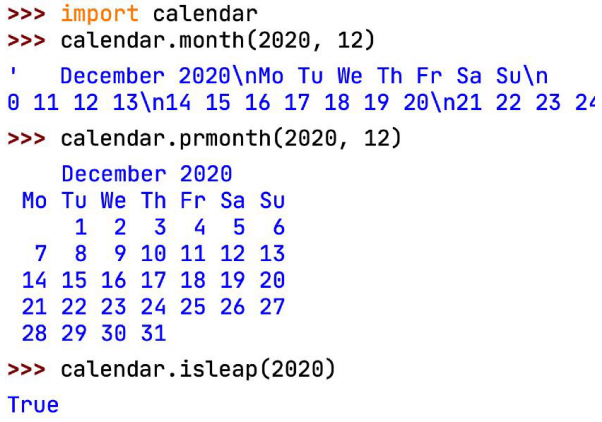 >>> import calendar
>>> calendar.month(2020, 12)
'   December 2020\nMo Tu We Th Fr Sa Su\n
0 11 12 13\n14 15 16 17 18 19 20\n21 22 23 24
>>> calendar.prmonth(2020, 12)
   December 2020
Mo Tu We Th Fr Sa Su
    1  2  3  4  5  6
 7  8  9 10 11 12 13
14 15 16 17 18 19 20
21 22 23 24 25 26 27
28 29 30 31
>>> calendar.isleap(2020)
True